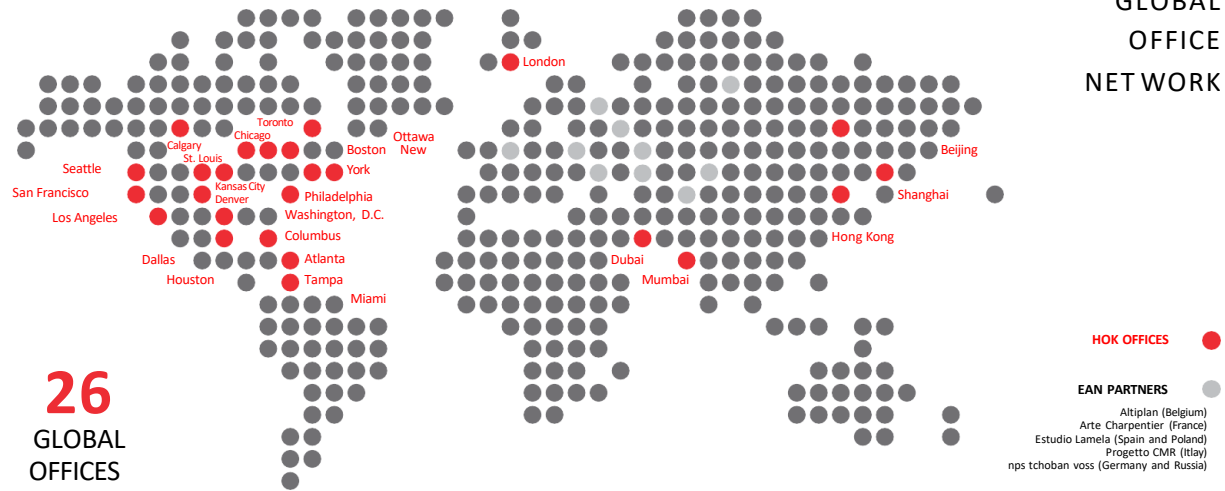 GLOBAL
OFFICE
NET WORK
London
Toronto
Chicago
Ottawa
Calgary
Boston New
St. Louis
Beijing
Seattle
York
Kansas City
San Francisco
Denver
Philadelphia
Shanghai
Los Angeles
Washington, D.C.
Columbus
Hong Kong
Dallas
Atlanta
Dubai
Houston
Tampa
Mumbai
Miami
HOK OFFICES
26
GLOBAL
OFFICES
EAN PARTNERS
Altiplan (Belgium)
Arte Charpentier (France)
Estudio Lamela (Spain and Poland)
Progetto CMR (Itlay)
nps tchoban voss (Germany and Russia)